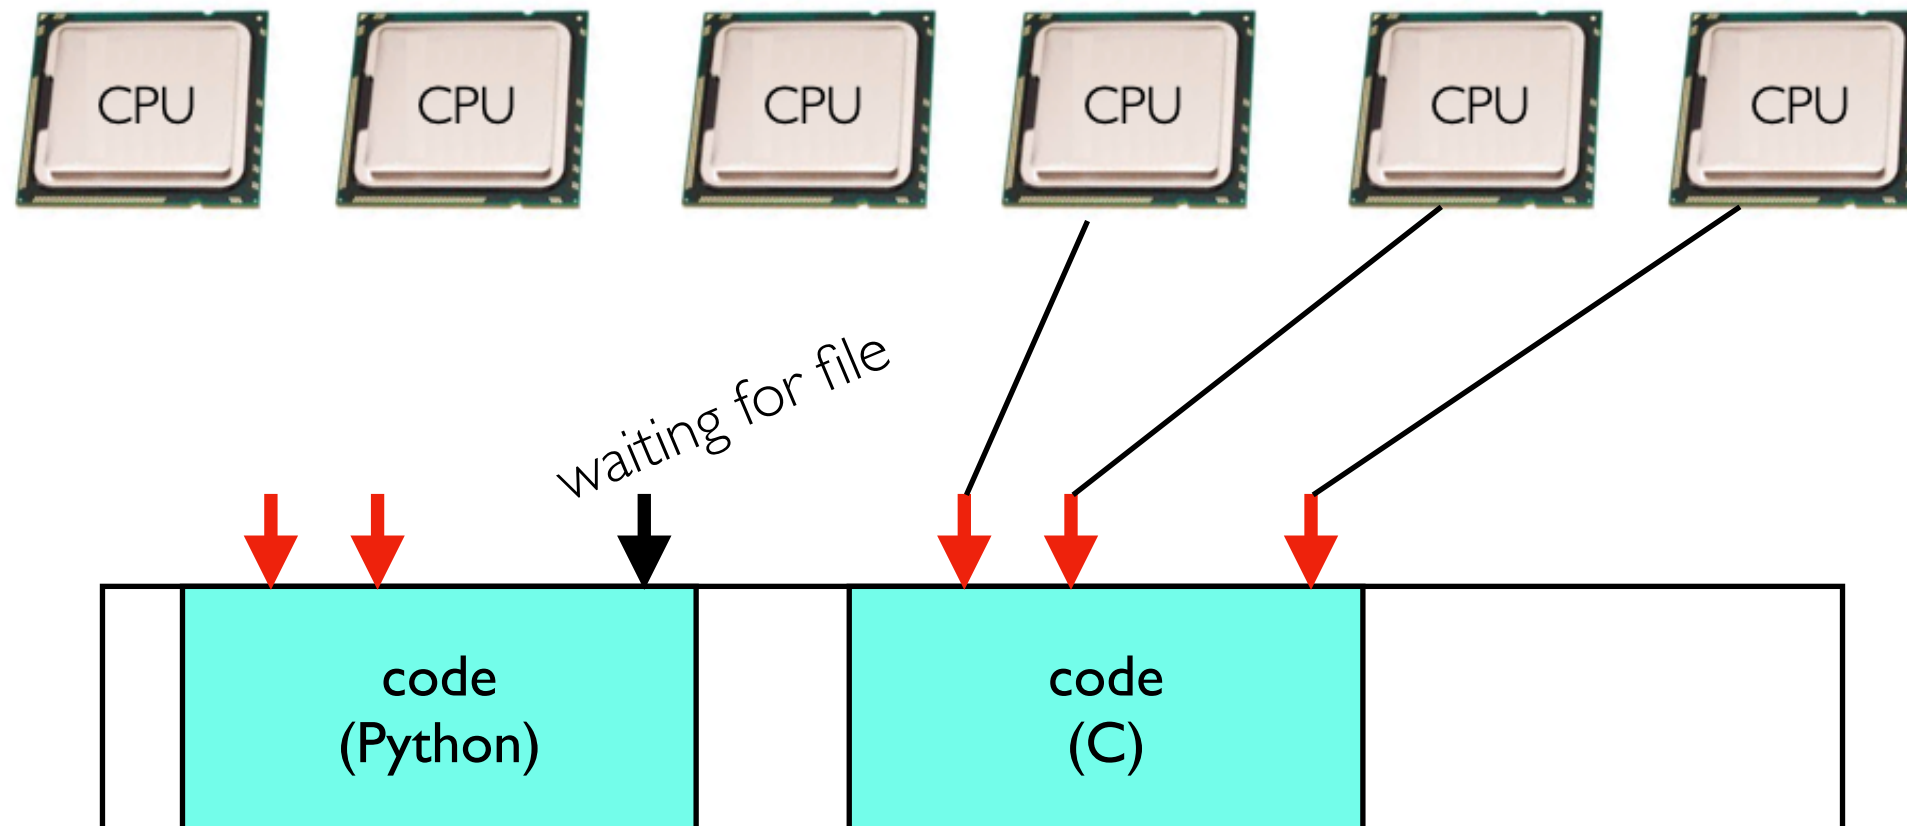 CPU
CPU
CPU
CPU
CPU
CPU
waiting for file
code
(Python)
code
(C)